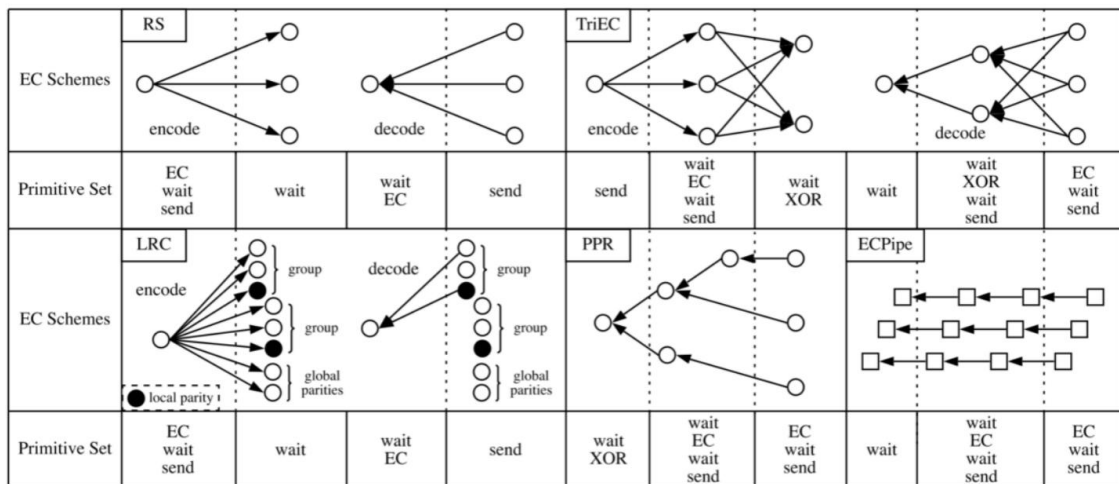 EC Schemes
RS
encode
decode
TriEC
encode
decode
Primitive Set
EC
wait
send
wait
wait
EC
send
send
wait
EC
wait
send
wait
XOR
wait
wait
XOR
wait
send
EC
wait
send
EC Schemes
LRC
encode
group
group
global
parities
local parity
decode
group
group
global
parities
PPR
ECPipe
Primitive Set
EC
wait
send
wait
wait
EC
send
wait
XOR
wait
EC
wait
send
EC
wait
send
wait
wait
EC
wait
send
EC
wait
send